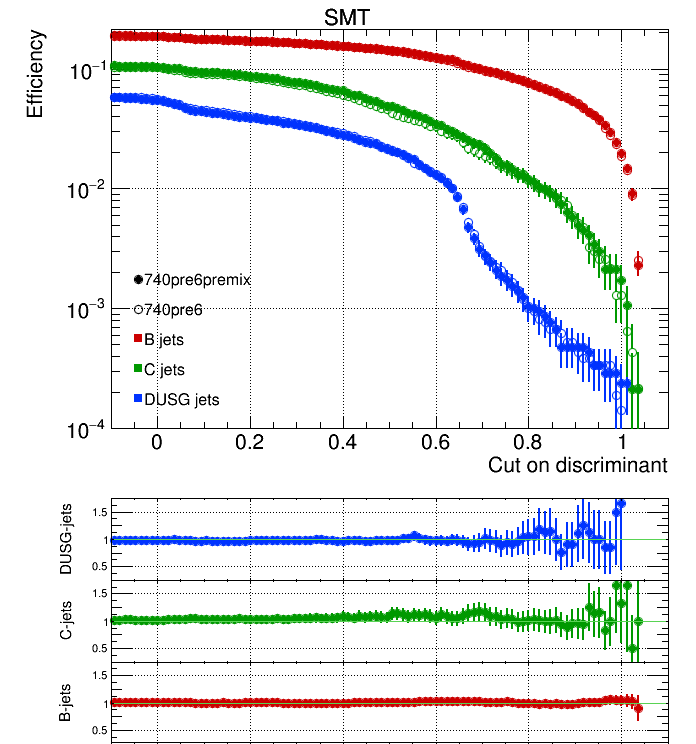 SMT
Efficiency
10⁻¹
10⁻²
10⁻³
10⁻⁴
740pre6premix
740pre6
B jets
C jets
DUSG jets
0 0.2 0.4 0.6 0.8 1
Cut on discriminant
DUSG-jets
1.5
1
0.5
C-jets
1.5
1
0.5
B-jets
1.5
1
0.5